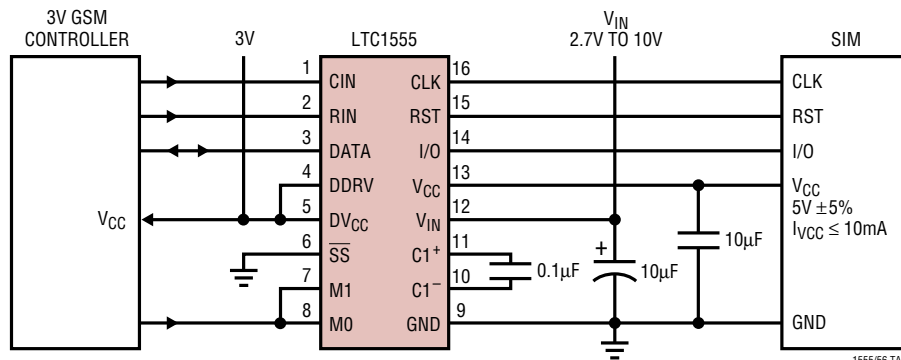 3V GSM
CONTROLLER
3V
LTC1555
V_IN
2.7V TO 10V
SIM
1
CIN
CLK
16
CLK
2
RIN
RST
15
RST
3
DATA
I/O
14
I/O
4
DDRV
V_CC
13
V_CC
5V ±5%
I_VCC ≤ 10mA
V_CC
5
DV_CC
V_IN
12
6
S̅S̅
C1+
11
0.1µF
+
10µF
10µF
7
M1
C1−
10
8
M0
GND
9
GND
1555/56 TA